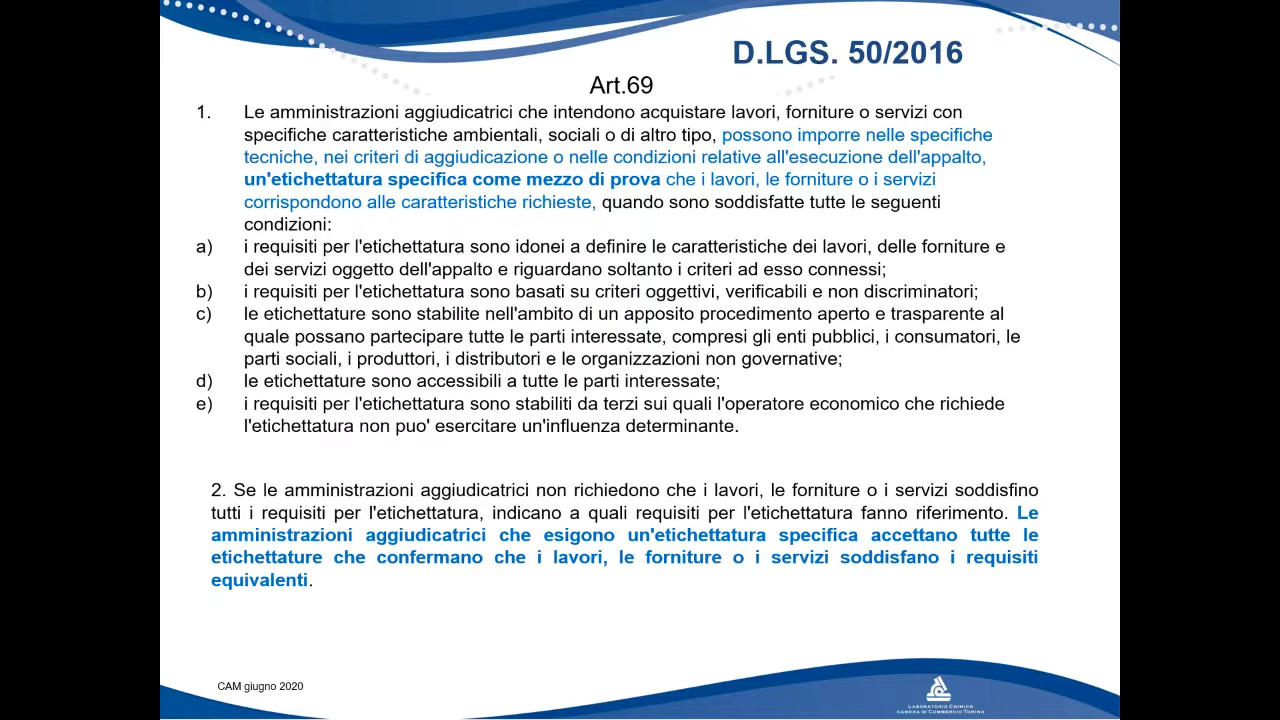 D.LGS. 50/2016
Art.69
1. Le amministrazioni aggiudicatrici che intendono acquistare lavori, forniture o servizi con
specifiche caratteristiche ambientali, sociali o di altro tipo, possono imporre nelle specifiche
tecniche, nei criteri di aggiudicazione o nelle condizioni relative all'esecuzione dell'appalto,
un'etichettatura specifica come mezzo di prova che i lavori, le forniture o i servizi
corrispondono alle caratteristiche richieste, quando sono soddisfatte tutte le seguenti
condizioni:
a) i requisiti per l'etichettatura sono idonei a definire le caratteristiche dei lavori, delle forniture e
dei servizi oggetto dell'appalto e riguardano soltanto i criteri ad esso connessi;
b) i requisiti per l'etichettatura sono basati su criteri oggettivi, verificabili e non discriminatori;
c) le etichettature sono stabilite nell'ambito di un apposito procedimento aperto e trasparente al
quale possano partecipare tutte le parti interessate, compresi gli enti pubblici, i consumatori, le
parti sociali, i produttori, i distributori e le organizzazioni non governative;
d) le etichettature sono accessibili a tutte le parti interessate;
e) i requisiti per l'etichettatura sono stabiliti da terzi sui quali l'operatore economico che richiede
l'etichettatura non puo' esercitare un'influenza determinante.
2. Se le amministrazioni aggiudicatrici non richiedono che i lavori, le forniture o i servizi soddisfino
tutti i requisiti per l'etichettatura, indicano a quali requisiti per l'etichettatura fanno riferimento. Le
amministrazioni aggiudicatrici che esigono un'etichettatura specifica accettano tutte le
etichettature che confermano che i lavori, le forniture o i servizi soddisfano i requisiti
equivalenti.
CAM giugno 2020
LABORATORIO CHIMICO
CAMERA DI COMMERCIO TORINO